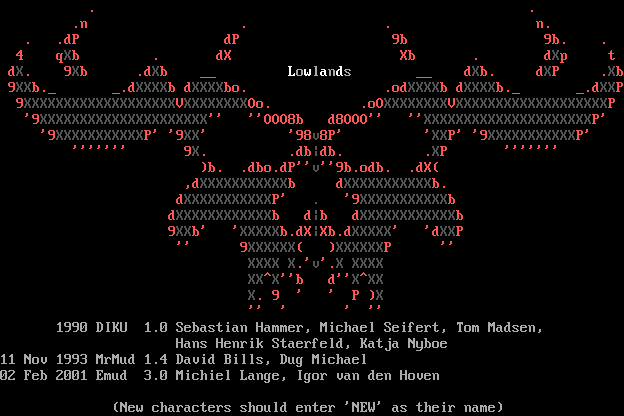 Lowlands
1990 DIKU 1.0 Sebastian Hammer, Michael Seifert, Tom Madsen,
Hans Henrik Staerfeld, Katja Nyboe
11 Nov 1993 MrMud 1.4 David Bills, Dug Michael
02 Feb 2001 Emud 3.0 Michiel Lange, Igor van den Hoven
(New characters should enter 'NEW' as their name)